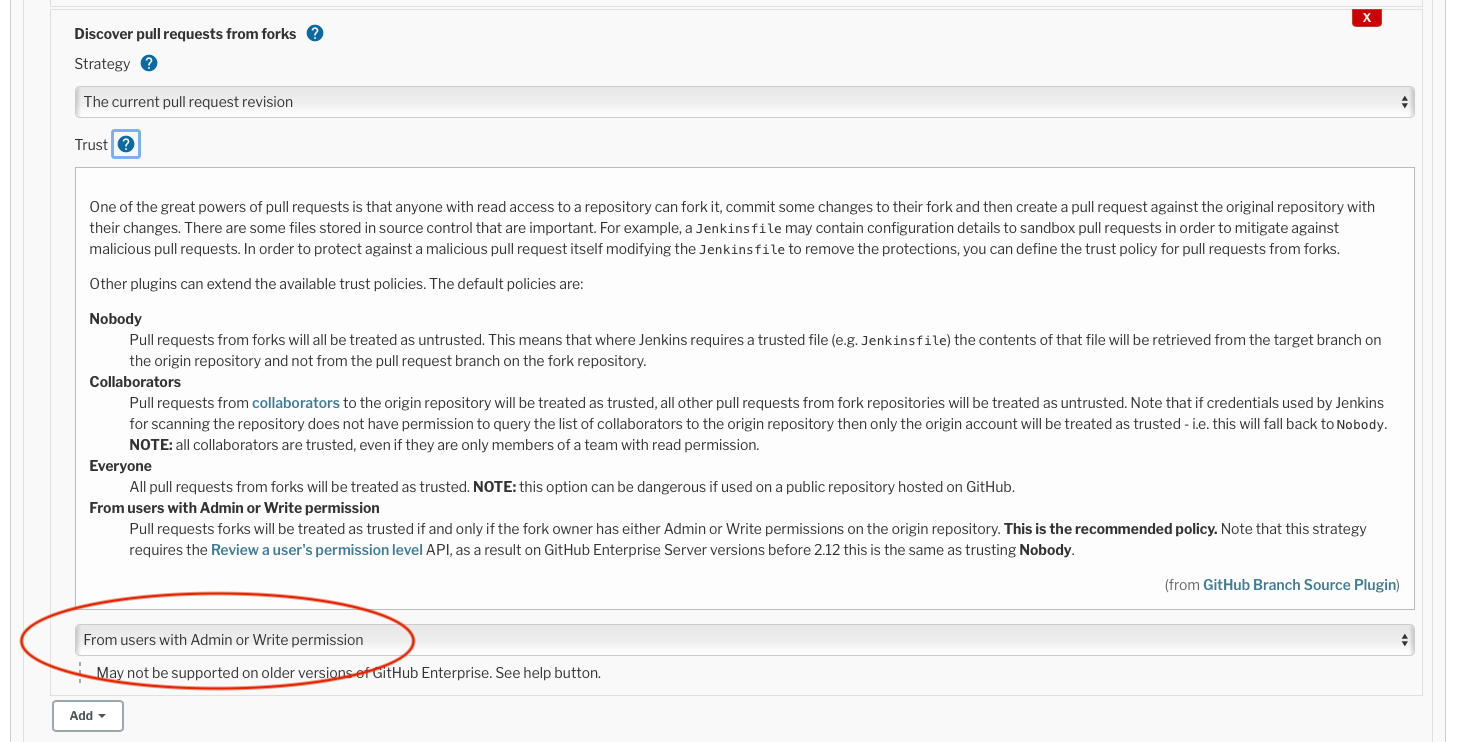 X
Discover pull requests from forks ?
Strategy ?
The current pull request revision
Trust ?
One of the great powers of pull requests is that anyone with read access to a repository can fork it, commit some changes to their fork and then create a pull request against the original repository with
their changes. There are some files stored in source control that are important. For example, a Jenkinsfile may contain configuration details to sandbox pull requests in order to mitigate against
malicious pull requests. In order to protect against a malicious pull request itself modifying the Jenkinsfile to remove the protections, you can define the trust policy for pull requests from forks.
Other plugins can extend the available trust policies. The default policies are:
Nobody
Pull requests from forks will all be treated as untrusted. This means that where Jenkins requires a trusted file (e.g. Jenkinsfile) the contents of that file will be retrieved from the target branch on
the origin repository and not from the pull request branch on the fork repository.
Collaborators
Pull requests from collaborators to the origin repository will be treated as trusted, all other pull requests from fork repositories will be treated as untrusted. Note that if credentials used by Jenkins
for scanning the repository does not have permission to query the list of collaborators to the origin repository then only the origin account will be treated as trusted - i.e. this will fall back to Nobody.
NOTE: all collaborators are trusted, even if they are only members of a team with read permission.
Everyone
All pull requests from forks will be treated as trusted. NOTE: this option can be dangerous if used on a public repository hosted on GitHub.
From users with Admin or Write permission
Pull requests forks will be treated as trusted if and only if the fork owner has either Admin or Write permissions on the origin repository. This is the recommended policy. Note that this strategy
requires the Review a user's permission level API, as a result on GitHub Enterprise Server versions before 2.12 this is the same as trusting Nobody.
(from GitHub Branch Source Plugin)
From users with Admin or Write permission
May not be supported on older versions of GitHub Enterprise. See help button.
Add